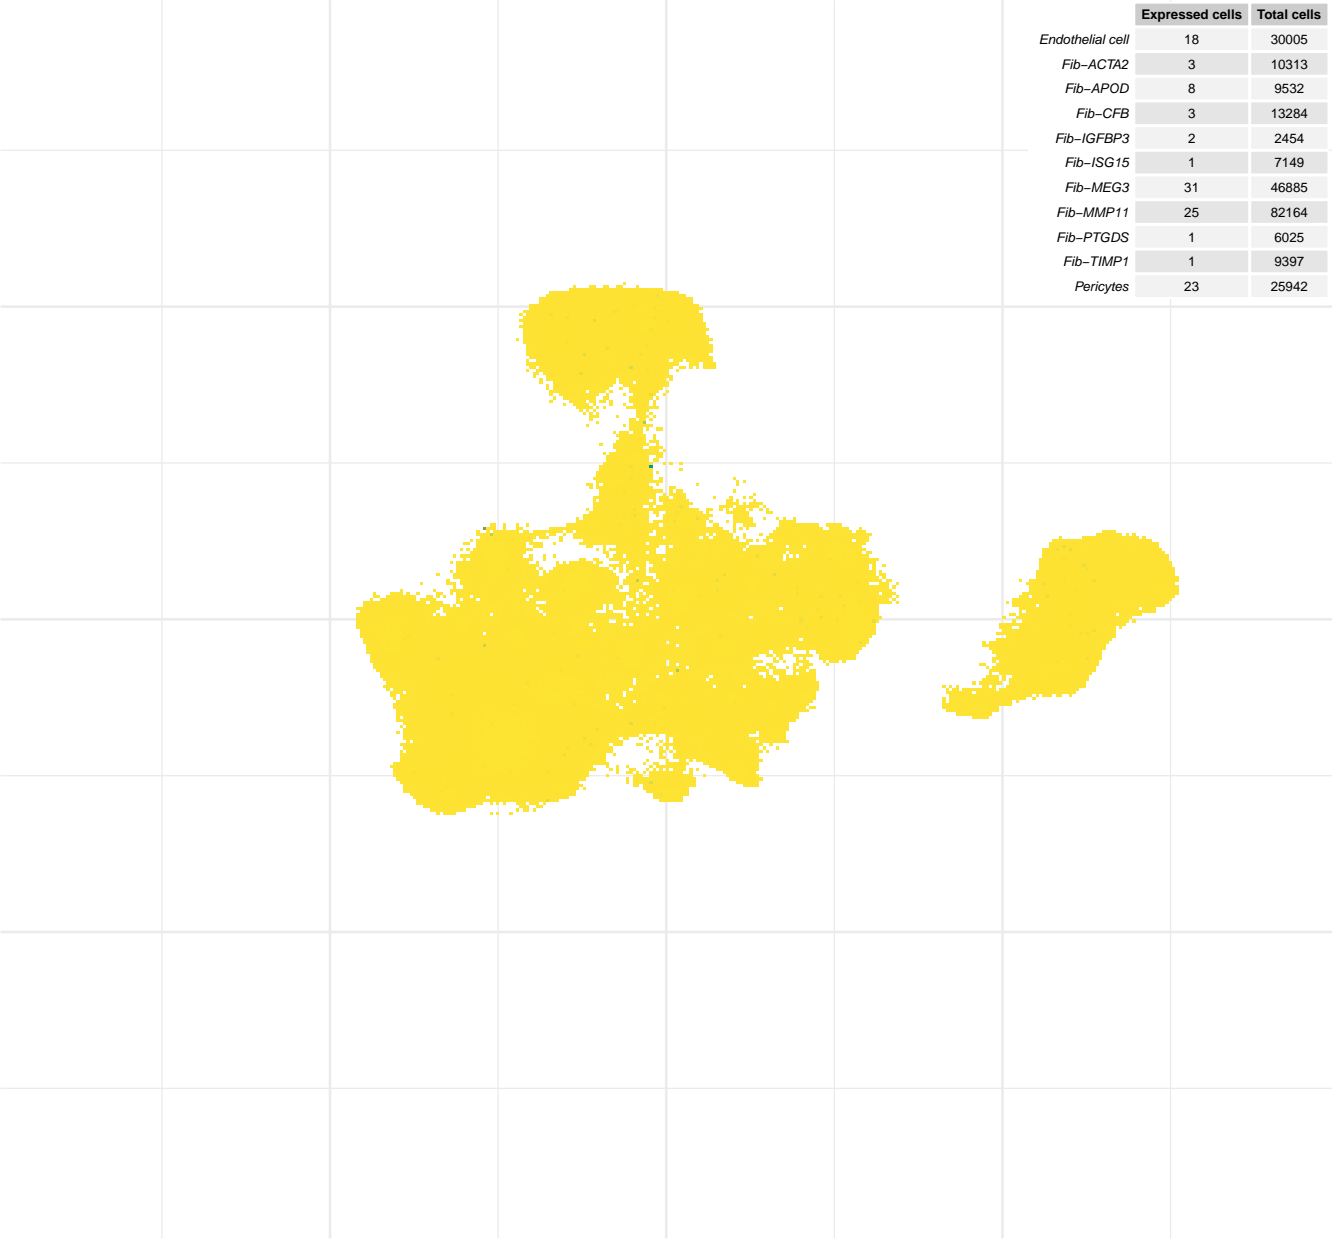 Expressed cells Total cells
Endothelial cell 18 30005
Fib−ACTA2 3 10313
Fib−APOD 8 9532
Fib−CFB 3 13284
Fib−IGFBP3 2 2454
Fib−ISG15 1 7149
Fib−MEG3 31 46885
Fib−MMP11 25 82164
Fib−PTGDS 1 6025
Fib−TIMP1 1 9397
Pericytes 23 25942